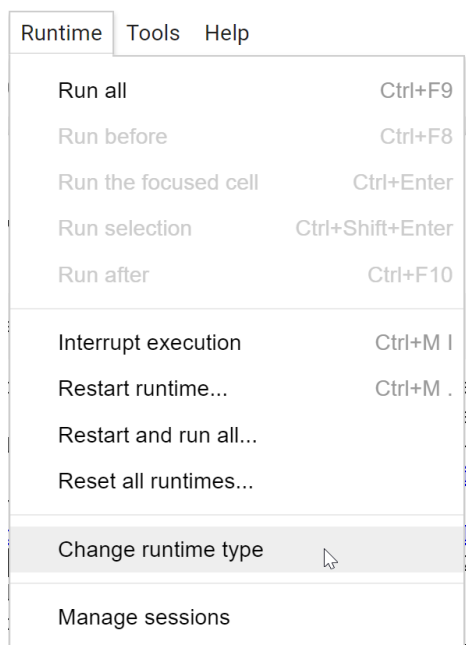 Runtime Tools Help
Run all Ctrl+F9
Run before Ctrl+F8
Run the focused cell Ctrl+Enter
Run selection Ctrl+Shift+Enter
Run after Ctrl+F10
Interrupt execution Ctrl+M I
Restart runtime... Ctrl+M .
Restart and run all...
Reset all runtimes...
Change runtime type
Manage sessions